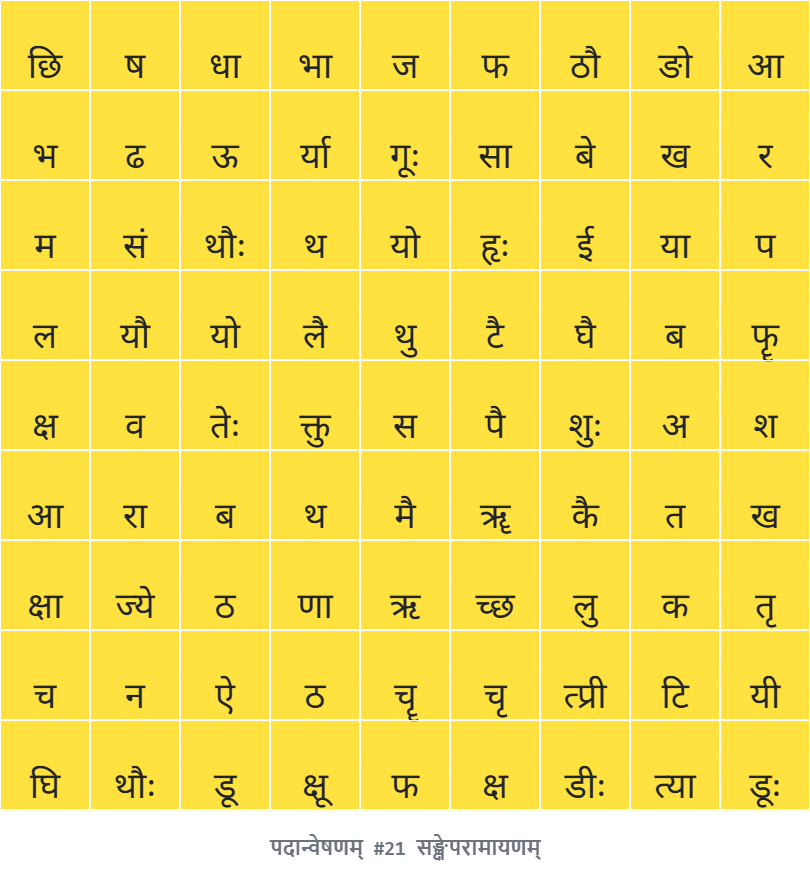 छि ष धा भा ज फ ठौ ङो आ
भ ढ ऊ र्या गूः सा बे ख र
म सं थौः थ यो हृः ई या प
ल यौ यो लै थु टै घै ब फॄ
क्ष व तेः क्तु स पै शुः अ श
आ रा ब थ मै ॠ कै त ख
क्षा ज्ये ठ णा ऋ च्छ लु क तृ
च न ऐ ठ चॄ चृ त्प्री टि यी
घि थौः डू क्षू फ क्ष डीः त्या डूः
पदान्वेषणम् #21 सङ्क्षेपरामायणम्